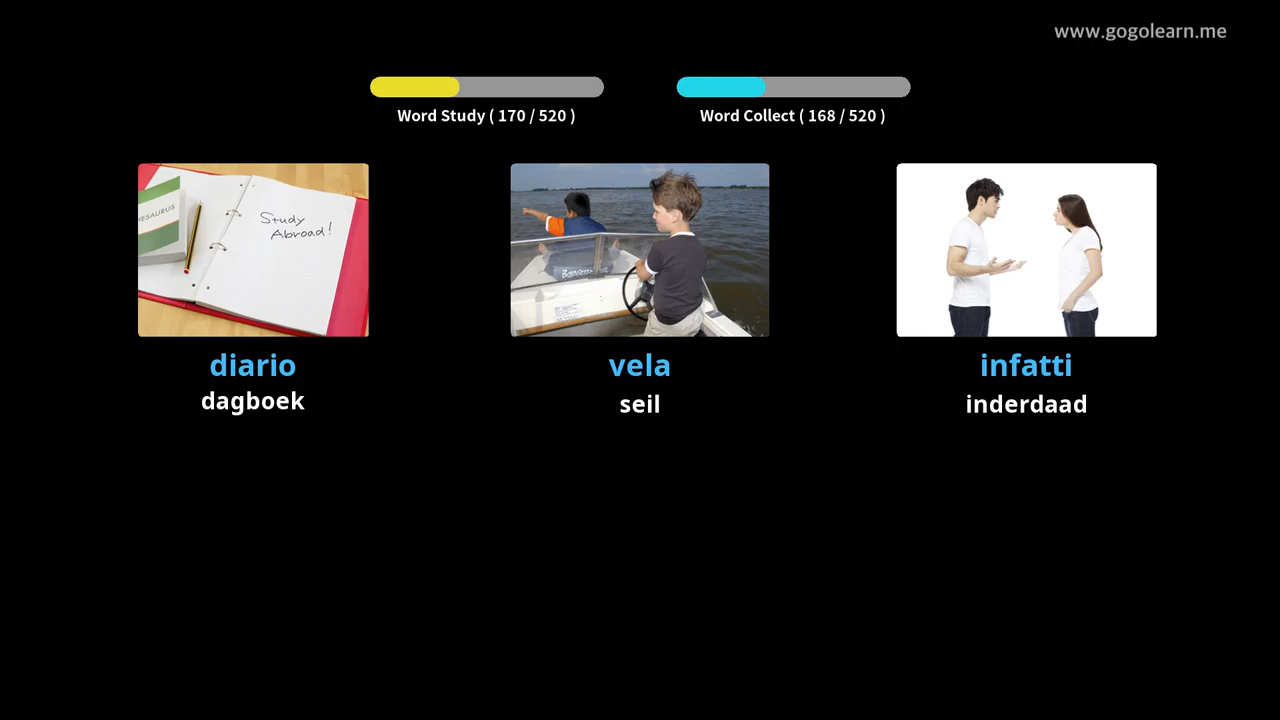 www.gogolearn.me
Word Study ( 170 / 520 )
Word Collect ( 168 / 520 )
HESAURUS
Study
Abroad!
diario
vela
infatti
dagboek
seil
inderdaad